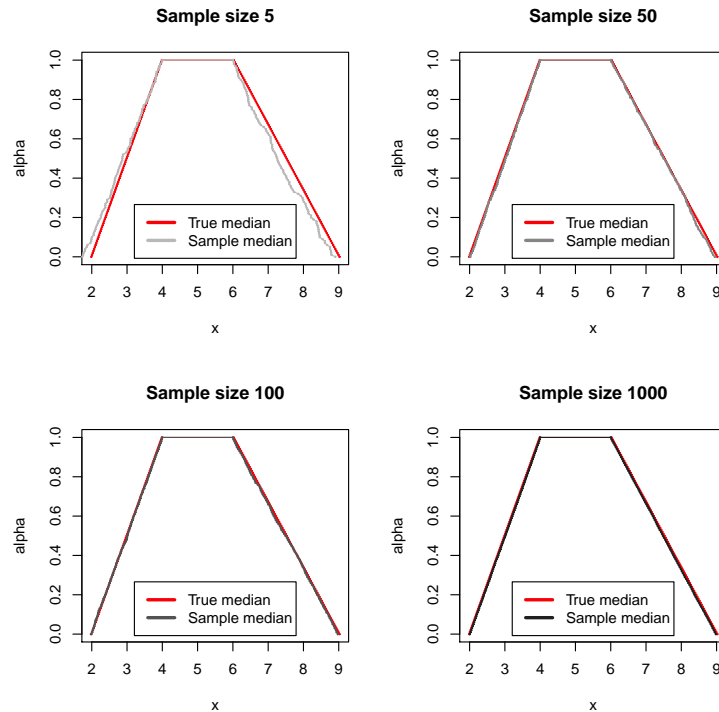 Sample size 5
alpha
1.0
0.8
0.6
0.4
0.2
0.0
True median
Sample median
2 3 4 5 6 7 8 9
x
Sample size 50
alpha
1.0
0.8
0.6
0.4
0.2
0.0
True median
Sample median
2 3 4 5 6 7 8 9
x
Sample size 100
alpha
1.0
0.8
0.6
0.4
0.2
0.0
True median
Sample median
2 3 4 5 6 7 8 9
x
Sample size 1000
alpha
1.0
0.8
0.6
0.4
0.2
0.0
True median
Sample median
2 3 4 5 6 7 8 9
x